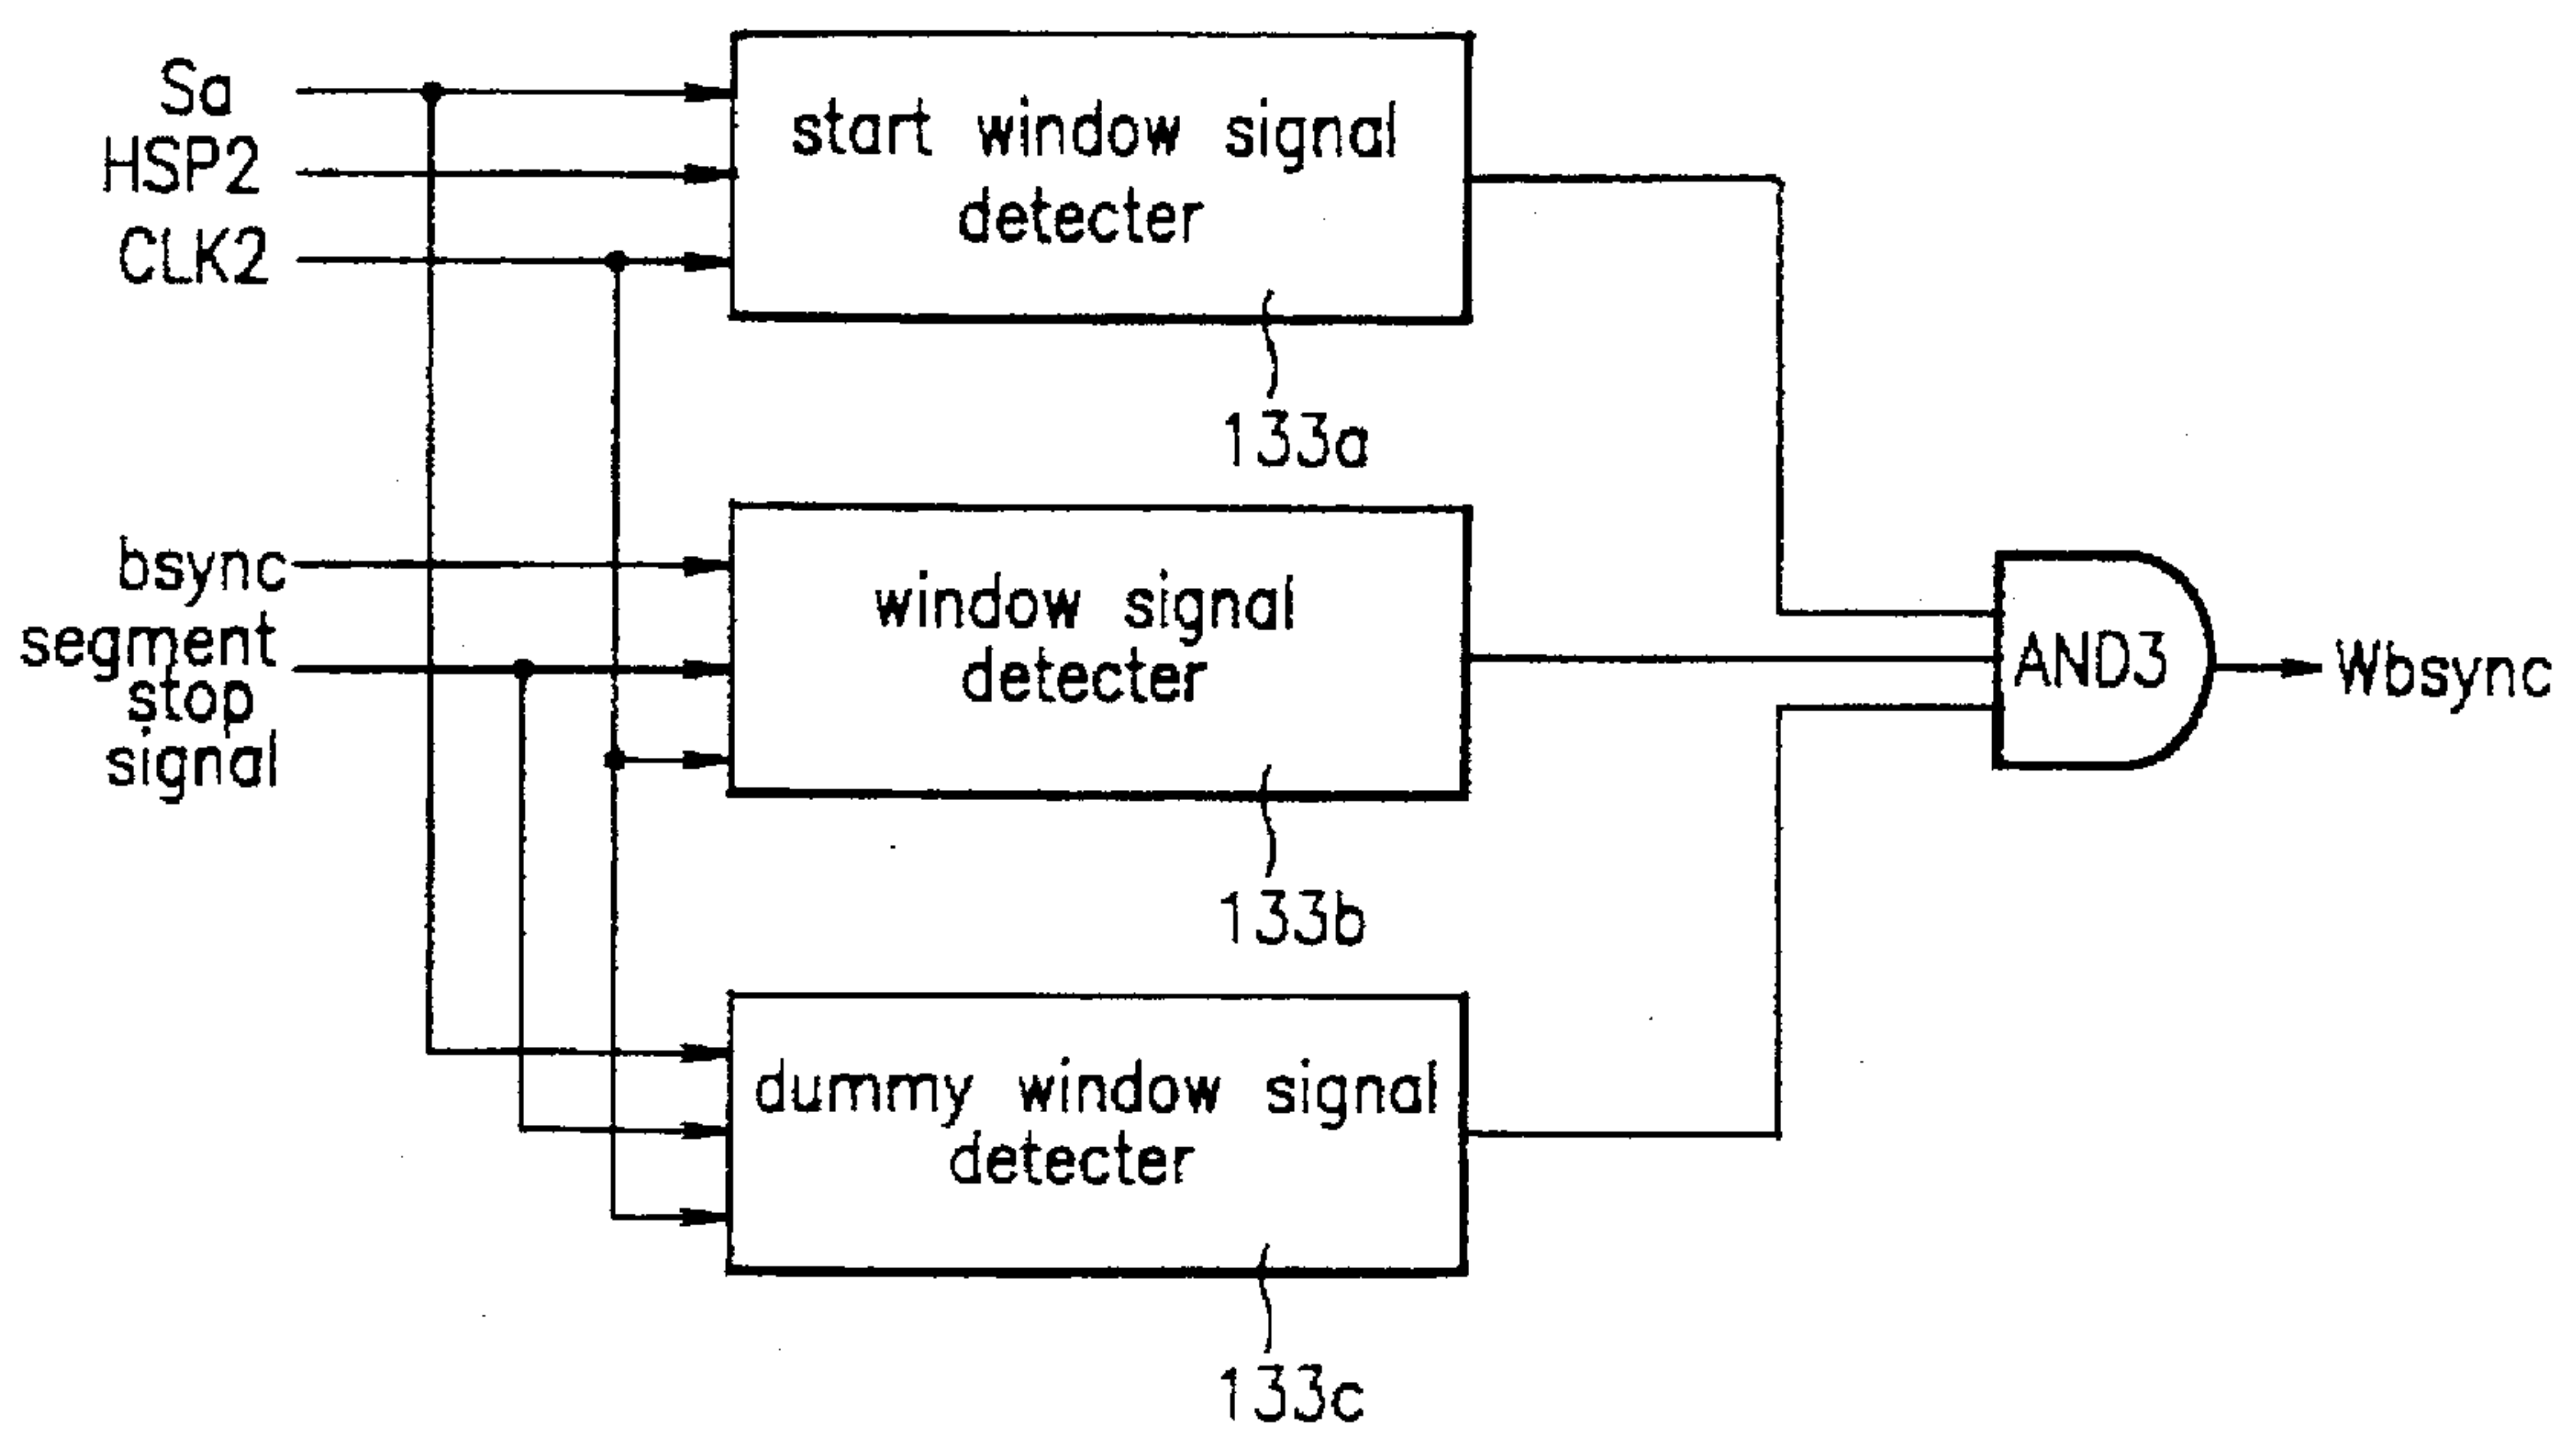 Sa
HSP2
CLK2
start window signal
detecter
133a
bsync
segment
stop
signal
window signal
detecter
133b
AND3
Wbsync
dummy window signal
detecter
133c